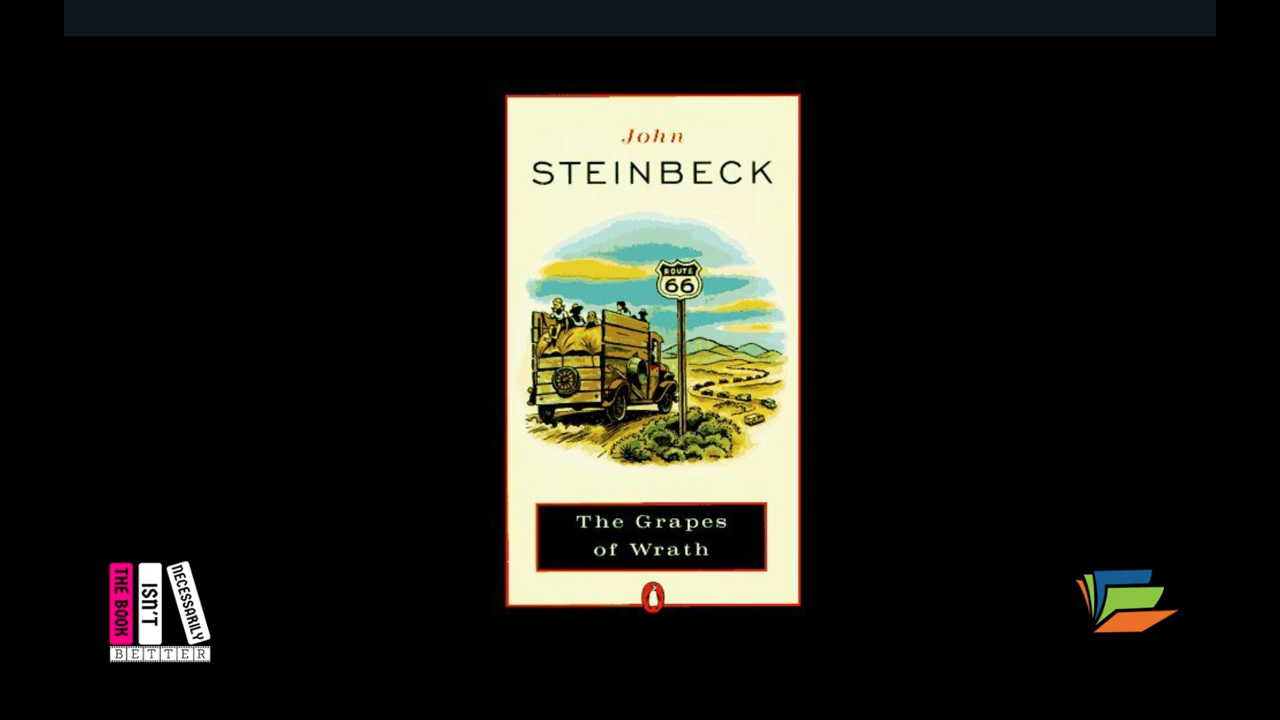 John
STEINBECK
ROUTE
66
The Grapes
of Wrath
THE BOOK
ISN'T
NECESSARILY
BETTER